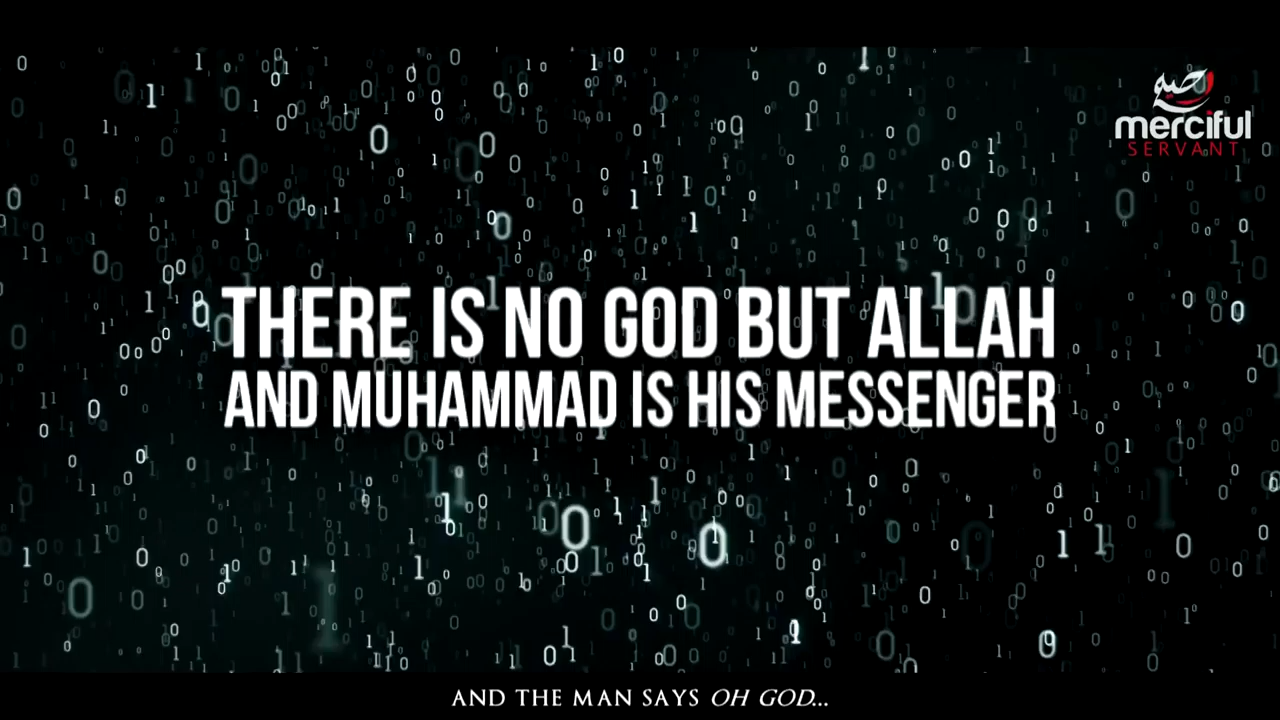 رحيم
merciful
SERVANT
THERE IS NO GOD BUT ALLAH
AND MUHAMMAD IS HIS MESSENGER
AND THE MAN SAYS OH GOD...